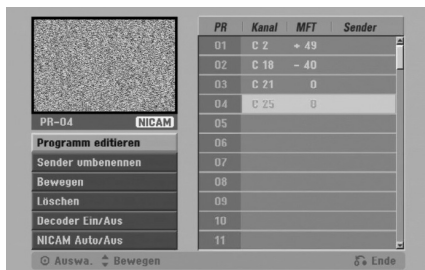 PR-04 NICAM
Programm editieren
Sender umbenennen
Bewegen
Löschen
Decoder Ein/Aus
NICAM Auto/Aus
PR Kanal MFT Sender
01 C 2 + 49
02 C 18 - 40
03 C 21 0
04 C 25 0
05
06
07
08
09
10
11
Auswa. Bewegen Ende